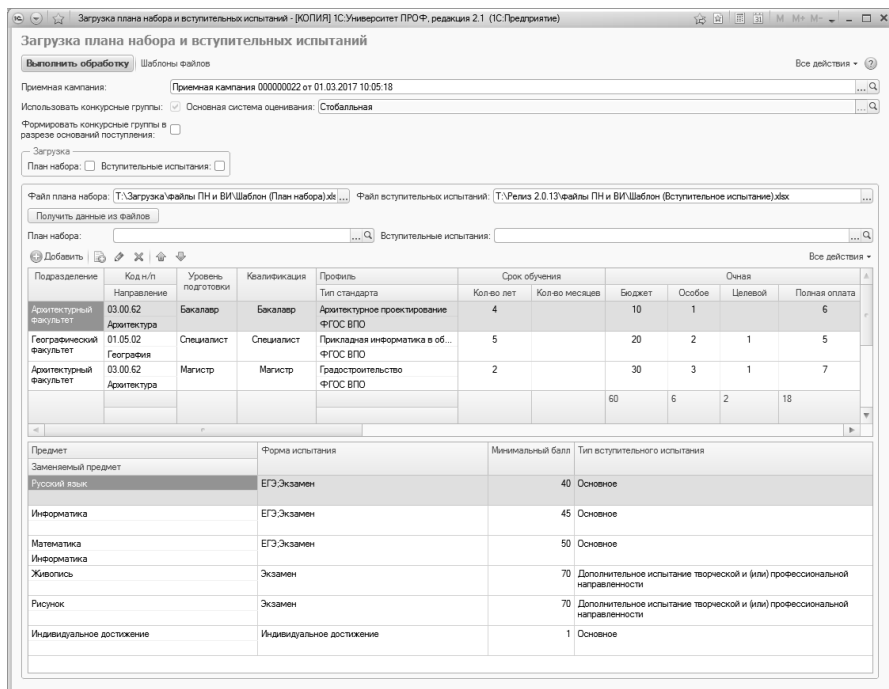 Загрузка плана набора и вступительных испытаний - [КОПИЯ] 1С:Университет ПРОФ, редакция 2.1 (1С:Предприятие)
M M+ M-
Загрузка плана набора и вступительных испытаний
Выполнить обработку Шаблоны файлов Все действия
Приемная кампания: Приемная кампания 000000022 от 01.03.2017 10:05:18 ...
Использовать конкурсные группы: Основная система оценивания: Стобалльная ...
Формировать конкурсные группы в
разрезе оснований поступления:
Загрузка
План набора: Вступительные испытания:
Файл плана набора: T:\Загрузка\файлы ПН и ВИ\Шаблон (План набора).xls ... Файл вступительных испытаний: T:\Релиз 2.0.13\файлы ПН и ВИ\Шаблон (Вступительное испытание).xlsx ...
Получить данные из файлов
План набора: ... Вступительные испытания: ...
Добавить Все действия
Подразделение Код н/п Уровень подготовки Квалификация Профиль Срок обучения Очная
Направление Тип стандарта Кол-во лет Кол-во месяцев Бюджет Особое Целевой Полная оплата
Архитектурный 03.00.62 Бакалавр Бакалавр Архитектурное проектирование 4 10 1 6
факультет Архитектура ФГОС ВПО
Географический 01.05.02 Специалист Специалист Прикладная информатика в об... 5 20 2 1 5
факультет География ФГОС ВПО
Архитектурный 03.00.62 Магистр Магистр Градостроительство 2 30 3 1 7
факультет Архитектура ФГОС ВПО
60 6 2 18
Предмет Форма испытания Минимальный балл Тип вступительного испытания
Заменяемый предмет
Русский язык ЕГЭ;Экзамен 40 Основное
Информатика ЕГЭ;Экзамен 45 Основное
Математика ЕГЭ;Экзамен 50 Основное
Информатика
Живопись Экзамен 70 Дополнительное испытание творческой и (или) профессиональной
направленности
Рисунок Экзамен 70 Дополнительное испытание творческой и (или) профессиональной
направленности
Индивидуальное достижение Индивидуальное достижение 1 Основное